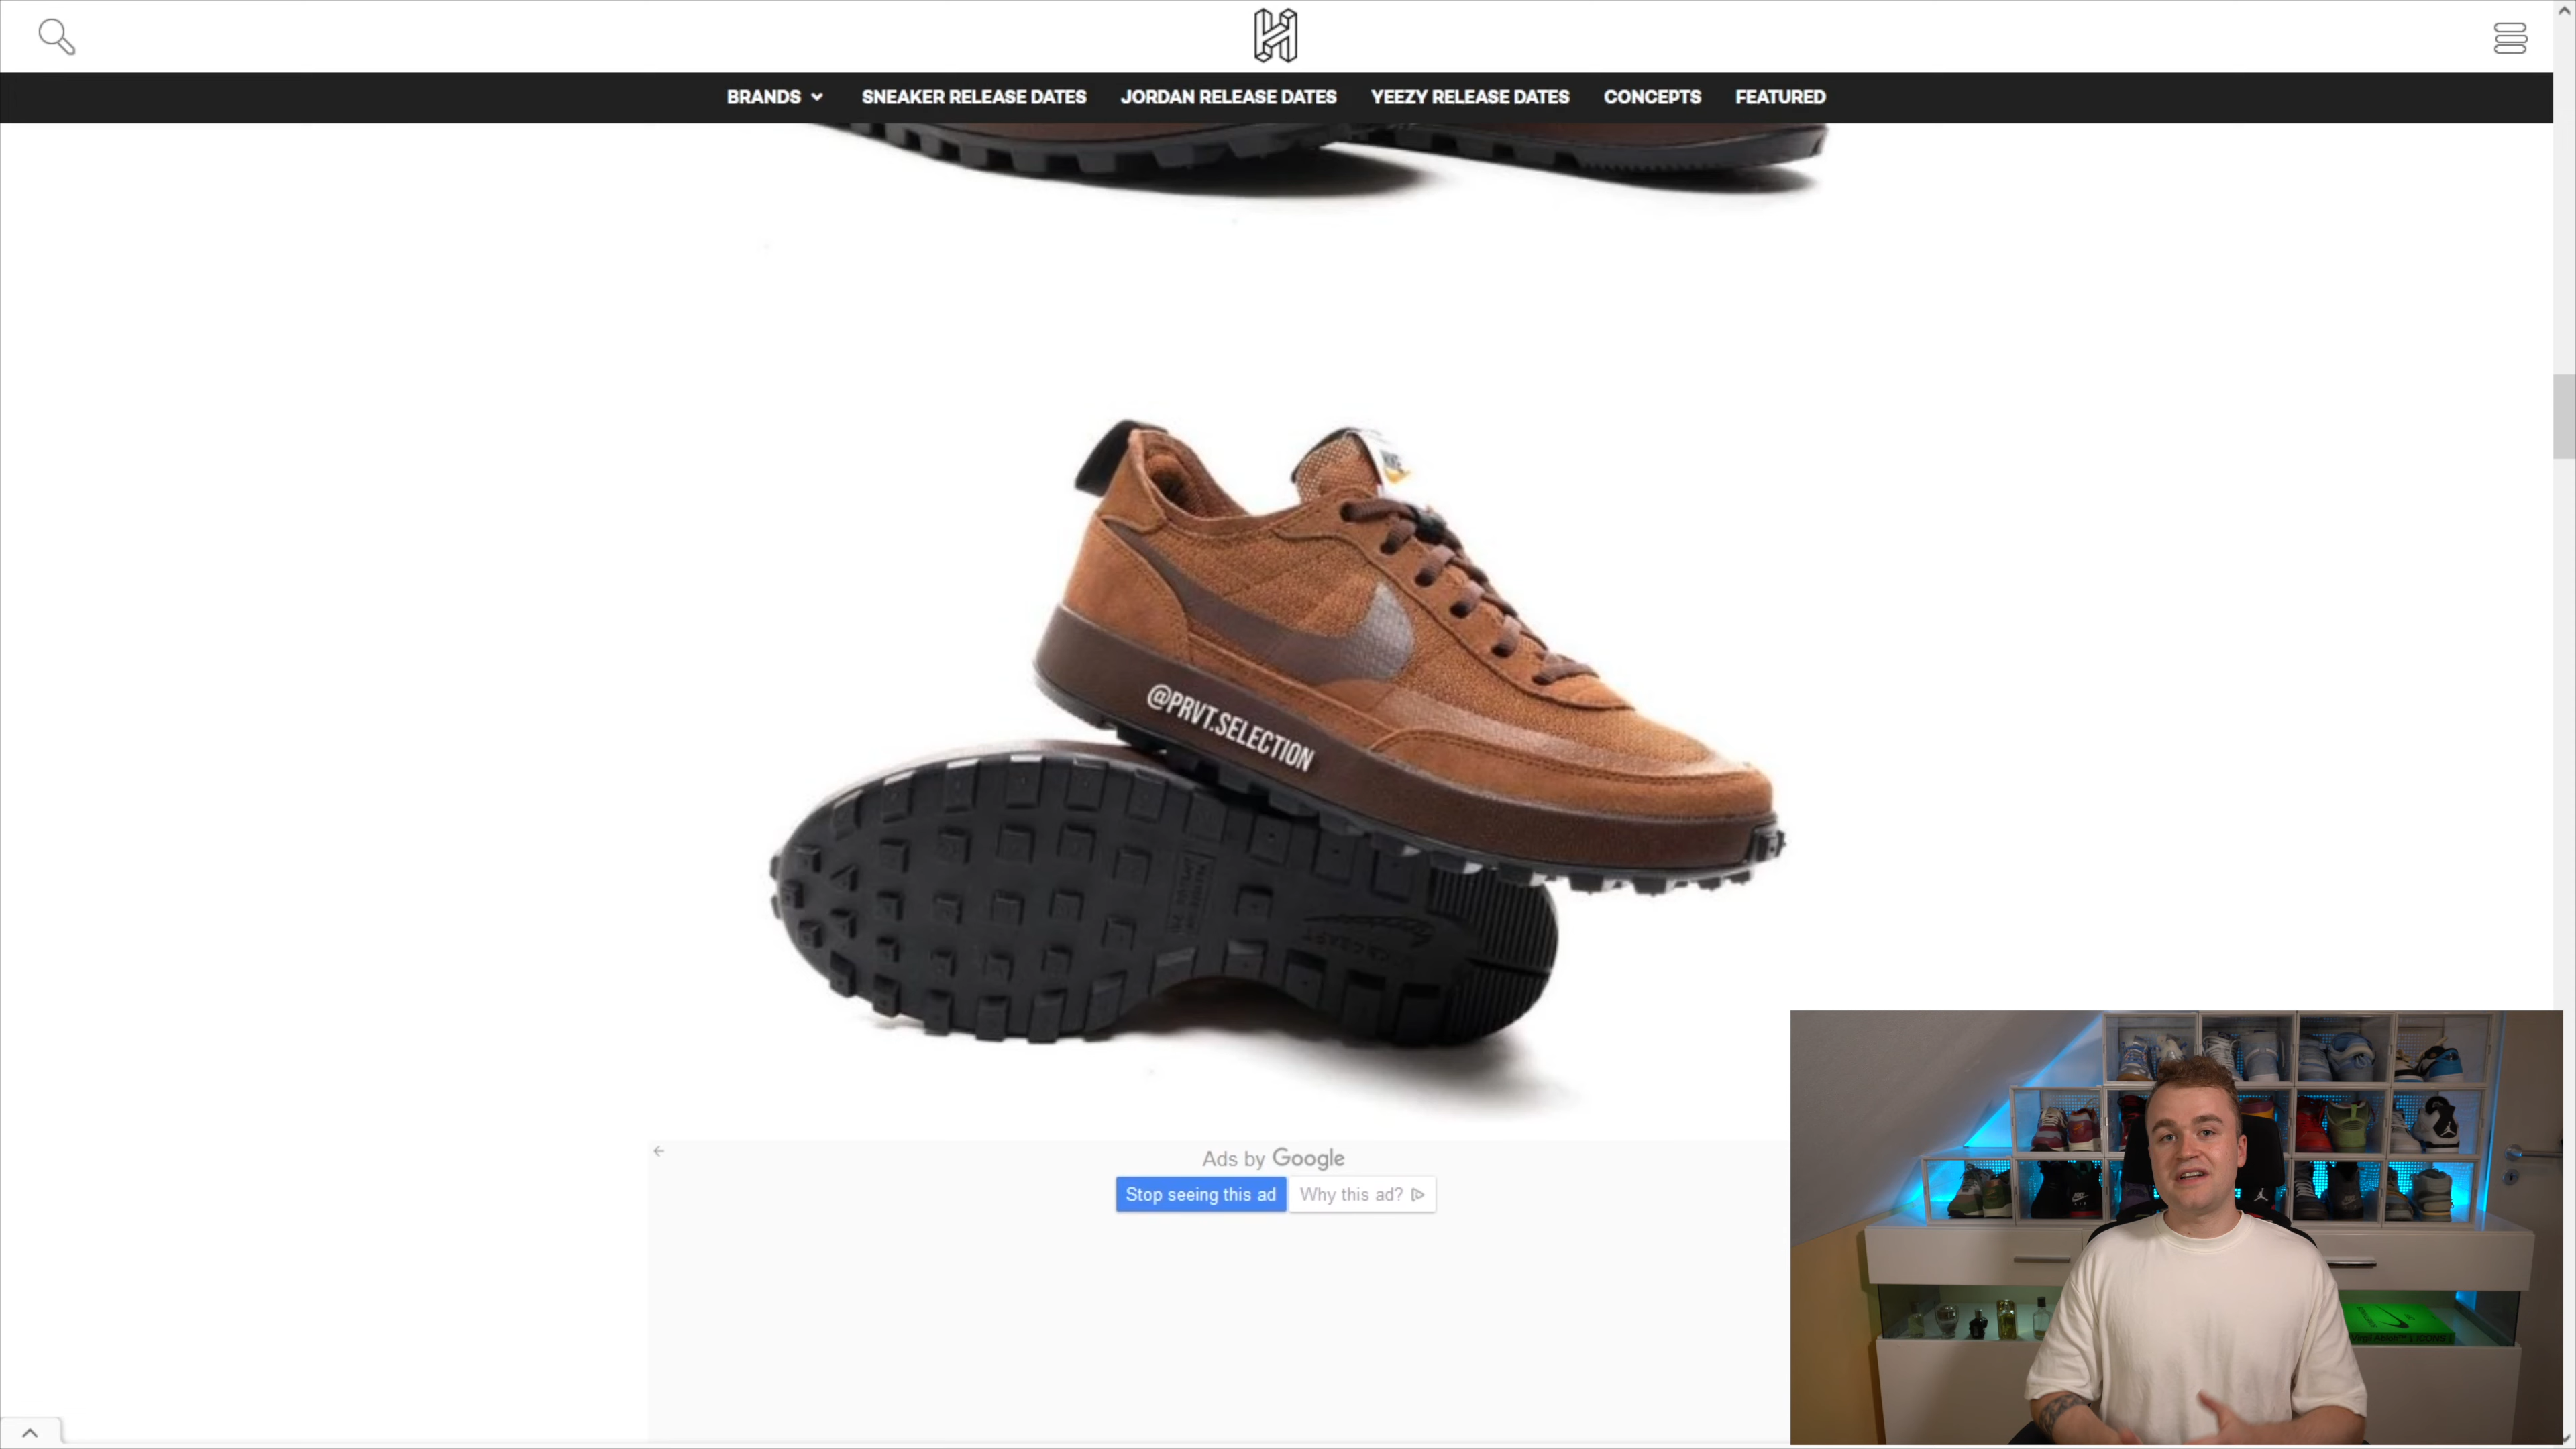 BRANDS SNEAKER RELEASE DATES JORDAN RELEASE DATES YEEZY RELEASE DATES CONCEPTS FEATURED
NIKE
@PRVT.SELECTION
Ads by Google
Stop seeing this ad Why this ad?